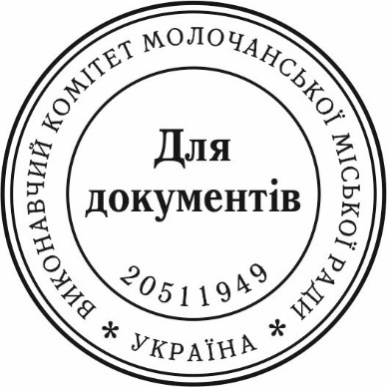 ВИКОНАВЧИЙ КОМІТЕТ МОЛОЧАНСЬКОЇ МІСЬКОЇ РАДИ
* УКРАЇНА *
Для
документів
20511949